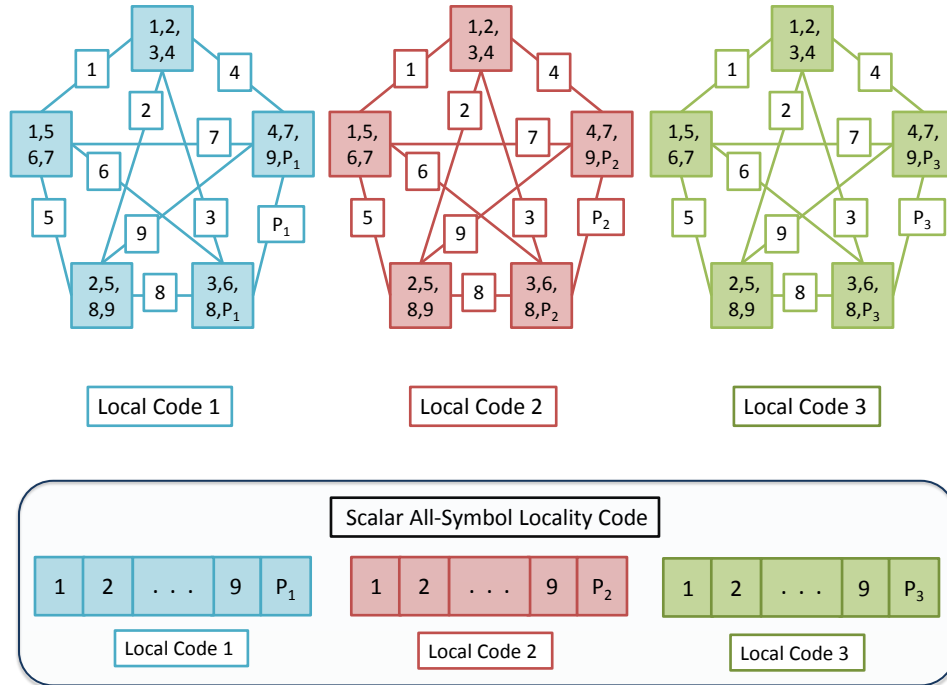 1,2,
3,4
1
4
2
1,5
6,7
7
4,7,
9,P₁
6
5
3
P₁
9
2,5,
8,9
8
3,6,
8,P₁
Local Code 1
1,2,
3,4
1
4
2
1,5,
6,7
7
4,7,
9,P₂
6
5
3
P₂
9
2,5,
8,9
8
3,6,
8,P₂
Local Code 2
1,2,
3,4
1
4
2
1,5,
6,7
7
4,7,
9,P₃
6
5
3
P₃
9
2,5,
8,9
8
3,6,
8,P₃
Local Code 3
Scalar All-Symbol Locality Code
1 2 . . . 9 P₁
Local Code 1
1 2 . . . 9 P₂
Local Code 2
1 2 . . . 9 P₃
Local Code 3